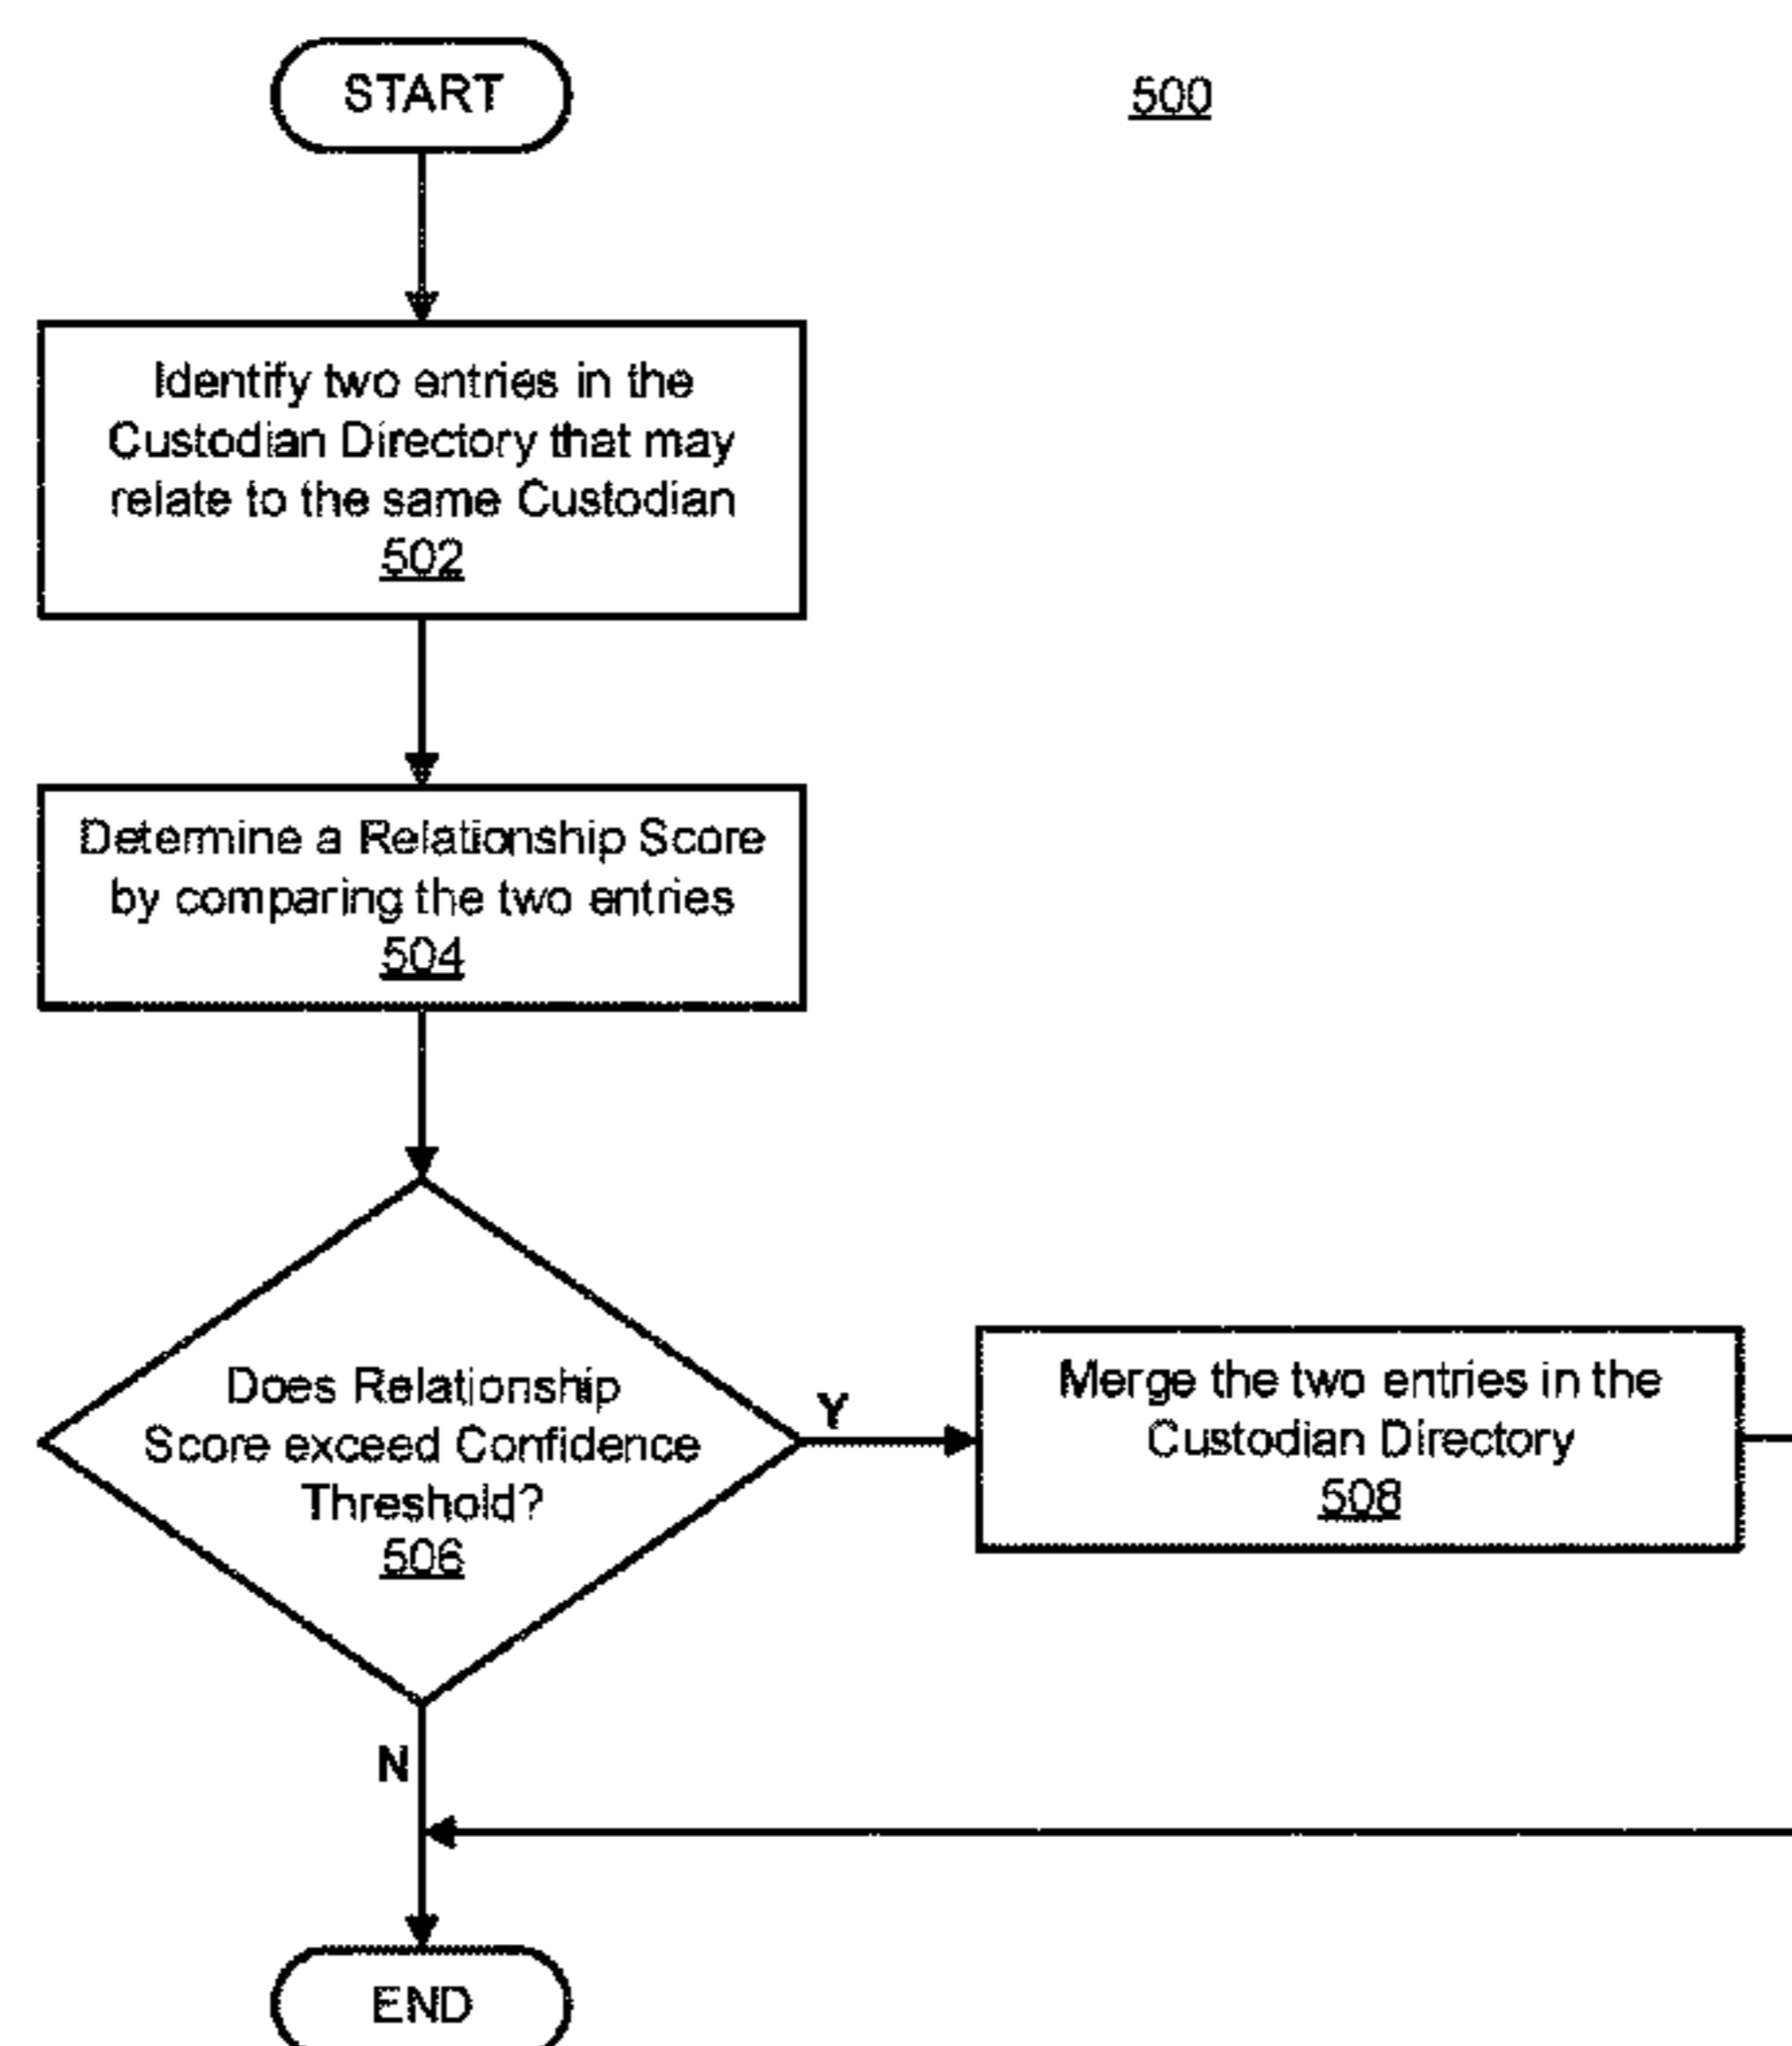 START
500
Identify two entries in the
Custodian Directory that may
relate to the same Custodian
502
Determine a Relationship Score
by comparing the two entries
504
Does Relationship
Score exceed Confidence
Threshold?
506
Y
Merge the two entries in the
Custodian Directory
508
N
END